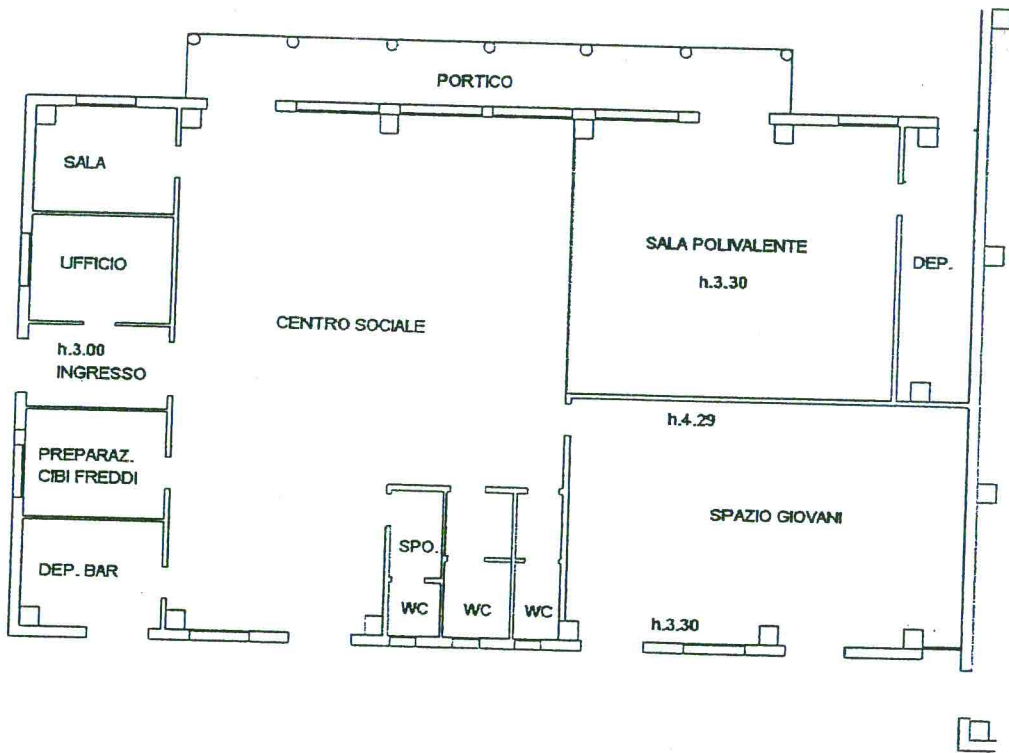 PORTICO
SALA
UFFICIO
SALA POLIVALENTE
h.3.30
DEP.
CENTRO SOCIALE
h.3.00
INGRESSO
h.4.29
PREPARAZ.
CIBI FREDDI
SPAZIO GIOVANI
SPO.
DEP. BAR
WC
WC
WC
h.3.30